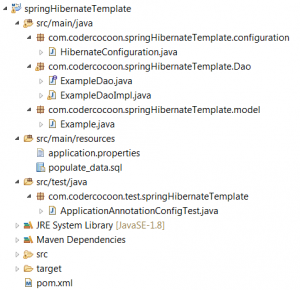 springHibernateTemplate
src/main/java
com.codercocoon.springHibernateTemplate.configuration
HibernateConfiguration.java
com.codercocoon.springHibernateTemplate.Dao
ExampleDao.java
ExampleDaoImpl.java
com.codercocoon.springHibernateTemplate.model
Example.java
src/main/resources
application.properties
populate_data.sql
src/test/java
com.codercocoon.test.springHibernateTemplate
ApplicationAnnotationConfigTest.java
JRE System Library [JavaSE-1.8]
Maven Dependencies
src
target
pom.xml